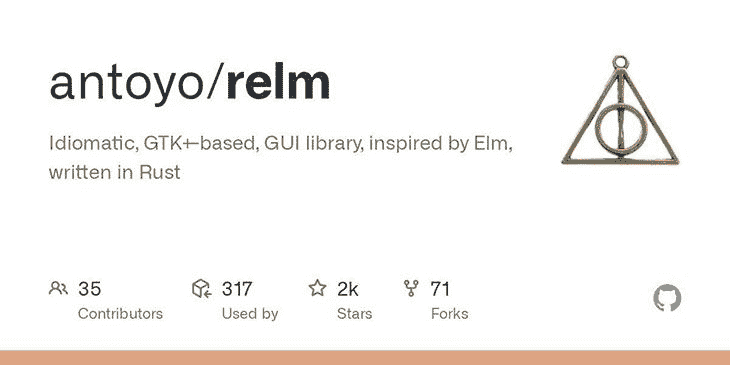 antoyo/relm
Idiomatic, GTK+-based, GUI library, inspired by Elm,
written in Rust
35
Contributors
317
Used by
2k
Stars
71
Forks